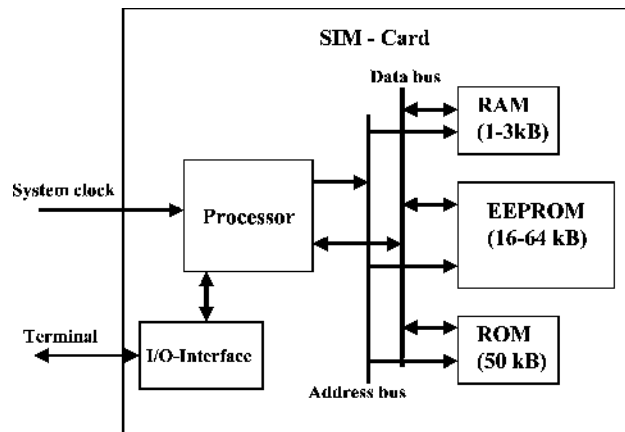 SIM - Card
Data bus
RAM
(1-3kB)
System clock
Processor
EEPROM
(16-64 kB)
Terminal
I/O-Interface
ROM
(50 kB)
Address bus